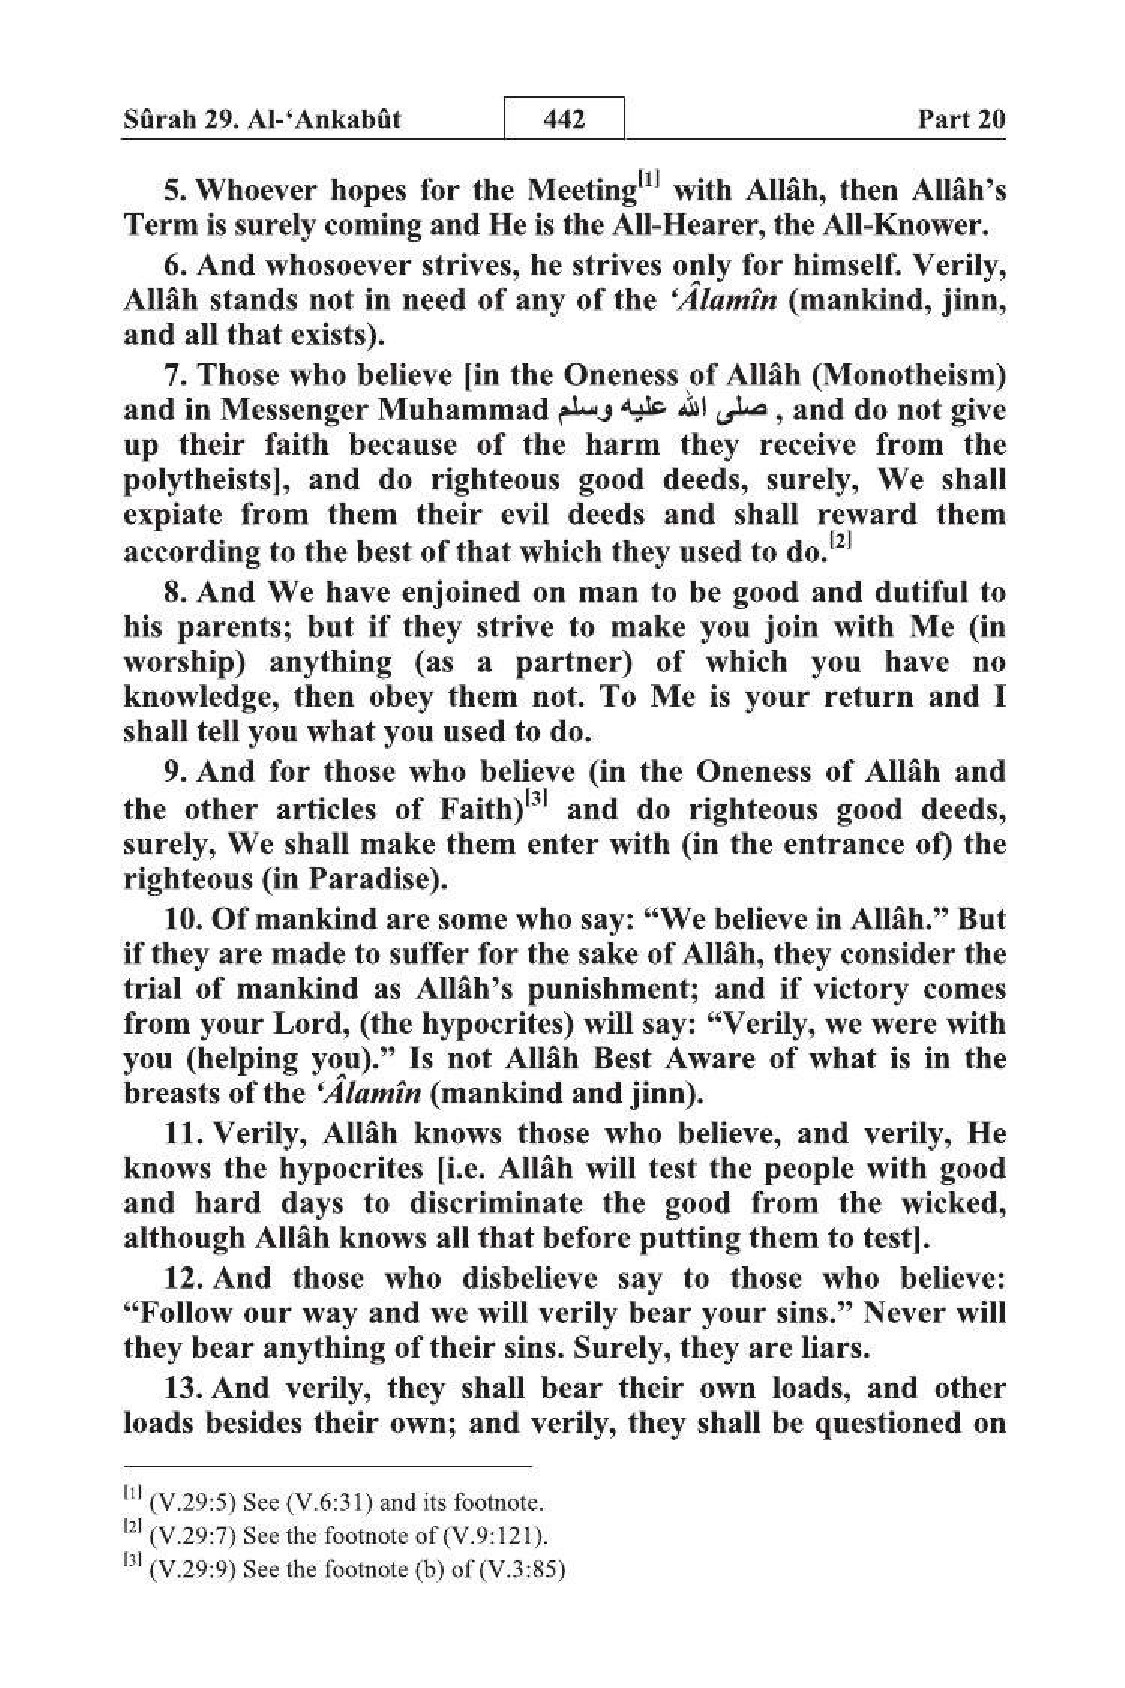 Sûrah 29. Al-‘Ankabût 442 Part 20
5. Whoever hopes for the Meeting[1] with Allâh, then Allâh’s
Term is surely coming and He is the All-Hearer, the All-Knower.
6. And whosoever strives, he strives only for himself. Verily,
Allâh stands not in need of any of the ‘Âlamîn (mankind, jinn,
and all that exists).
7. Those who believe [in the Oneness of Allâh (Monotheism)
and in Messenger Muhammad صلى الله عليه وسلم , and do not give
up their faith because of the harm they receive from the
polytheists], and do righteous good deeds, surely, We shall
expiate from them their evil deeds and shall reward them
according to the best of that which they used to do.[2]
8. And We have enjoined on man to be good and dutiful to
his parents; but if they strive to make you join with Me (in
worship) anything (as a partner) of which you have no
knowledge, then obey them not. To Me is your return and I
shall tell you what you used to do.
9. And for those who believe (in the Oneness of Allâh and
the other articles of Faith)[3] and do righteous good deeds,
surely, We shall make them enter with (in the entrance of) the
righteous (in Paradise).
10. Of mankind are some who say: “We believe in Allâh.” But
if they are made to suffer for the sake of Allâh, they consider the
trial of mankind as Allâh’s punishment; and if victory comes
from your Lord, (the hypocrites) will say: “Verily, we were with
you (helping you).” Is not Allâh Best Aware of what is in the
breasts of the ‘Âlamîn (mankind and jinn).
11. Verily, Allâh knows those who believe, and verily, He
knows the hypocrites [i.e. Allâh will test the people with good
and hard days to discriminate the good from the wicked,
although Allâh knows all that before putting them to test].
12. And those who disbelieve say to those who believe:
“Follow our way and we will verily bear your sins.” Never will
they bear anything of their sins. Surely, they are liars.
13. And verily, they shall bear their own loads, and other
loads besides their own; and verily, they shall be questioned on
[1] (V.29:5) See (V.6:31) and its footnote.
[2] (V.29:7) See the footnote of (V.9:121).
[3] (V.29:9) See the footnote (b) of (V.3:85)